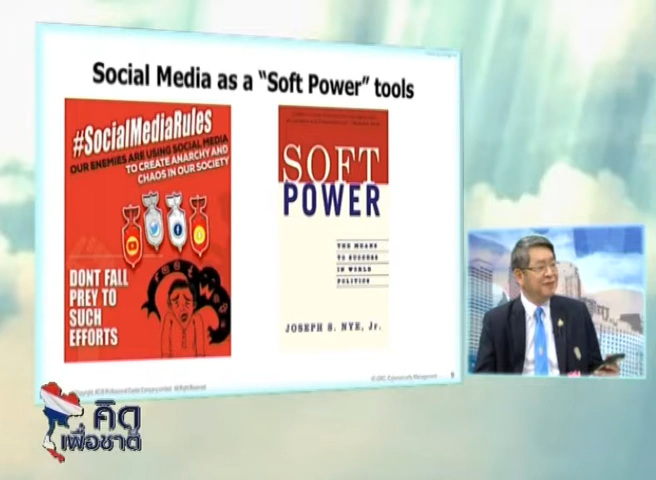 Social Media as a “Soft Power” tools
#SocialMediaRules
OUR ENEMIES ARE USING SOCIAL MEDIA
TO CREATE ANARCHY AND
CHAOS IN OUR SOCIETY
DONT FALL
PREY TO
SUCH
EFFORTS
SOFT
POWER
THE MEANS
TO SUCCESS
IN WORLD
POLITICS
JOSEPH S. NYE, Jr.
คิด
เพื่อชาติ